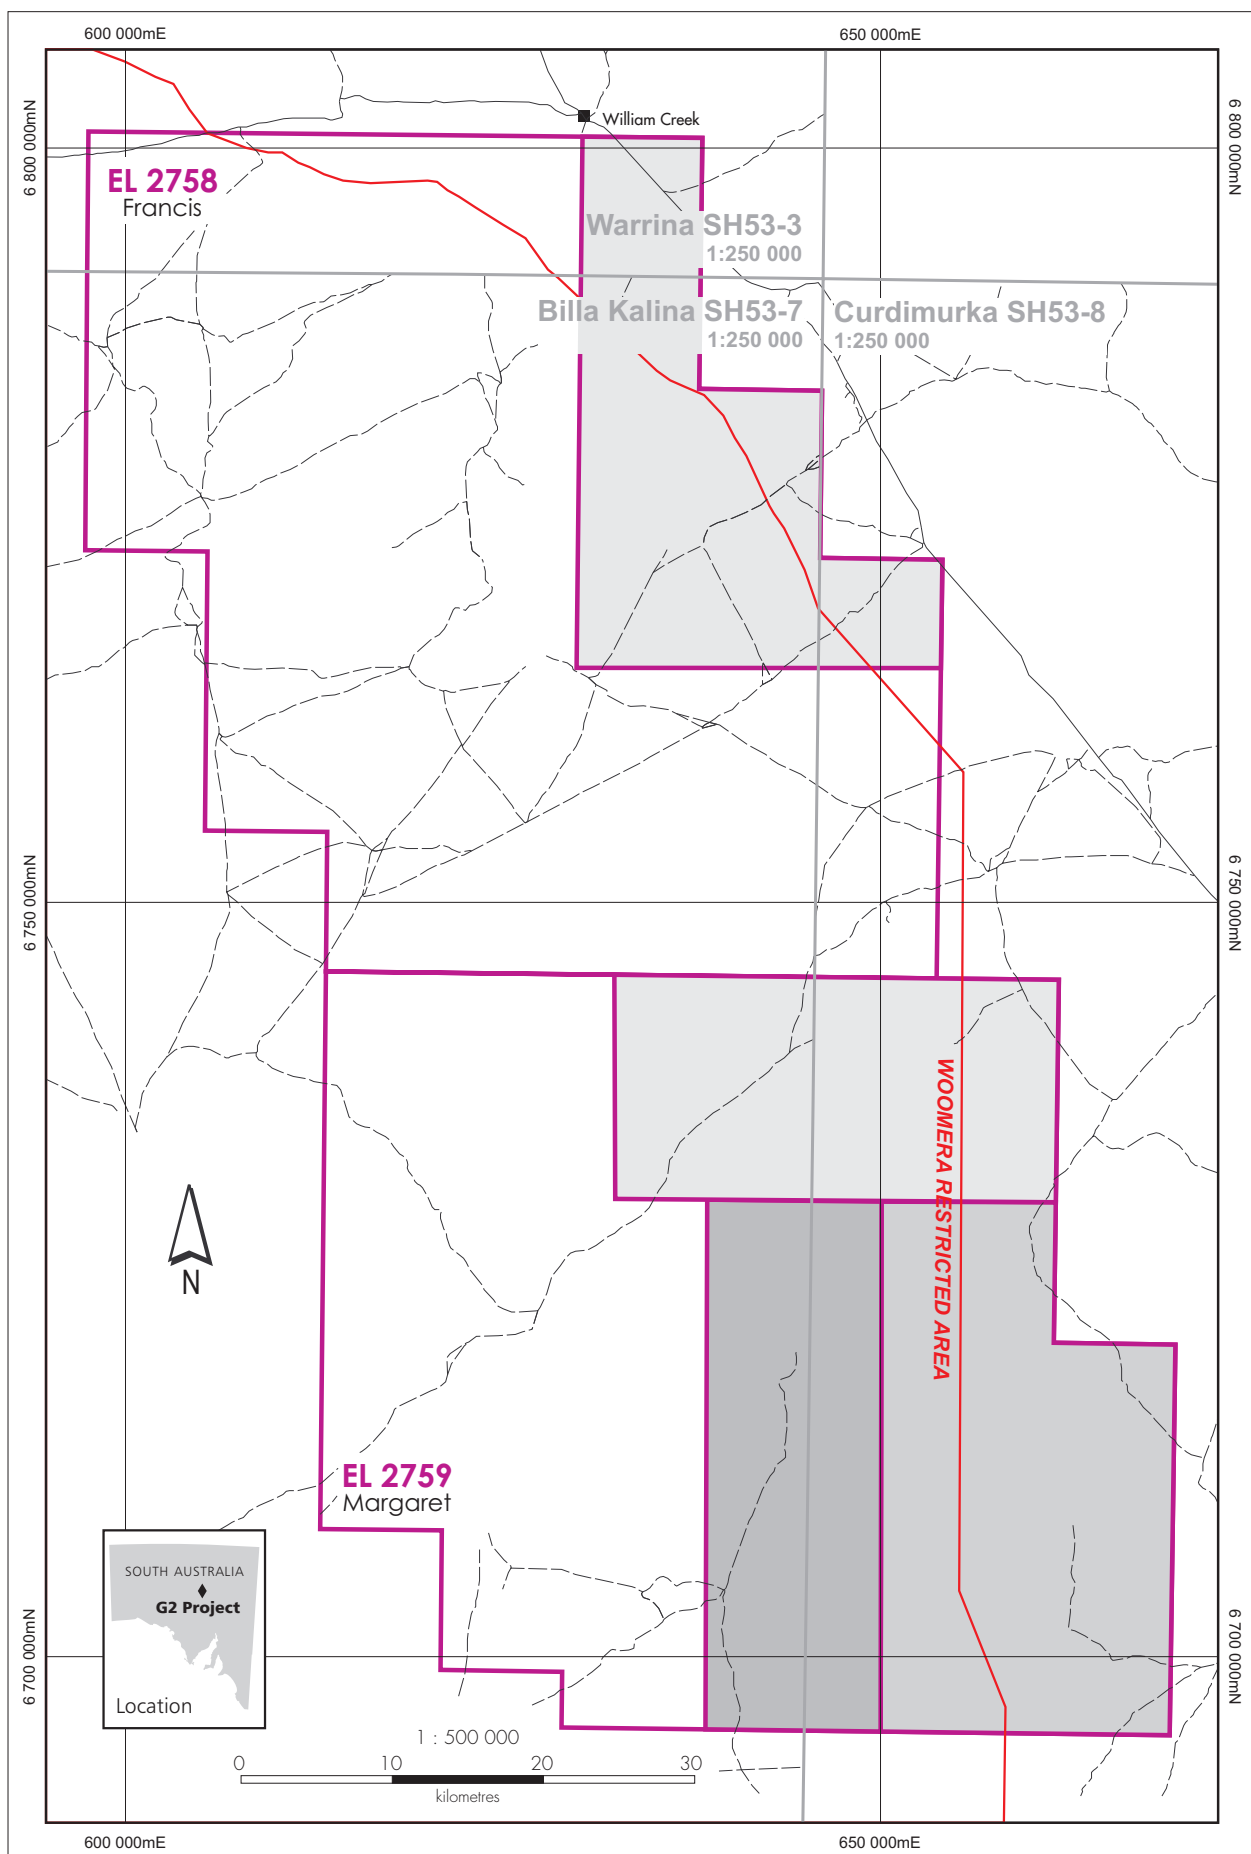 600 000mE
650 000mE
6 800 000mN
6 800 000mN
William Creek
EL 2758
Francis
Warrina SH53-3
1:250 000
Billa Kalina SH53-7
1:250 000
Curdimurka SH53-8
1:250 000
6 750 000mN
6 750 000mN
WOOMERA RESTRICTED AREA
N
EL 2759
Margaret
SOUTH AUSTRALIA
G2 Project
Location
6 700 000mN
6 700 000mN
1 : 500 000
0 10 20 30
kilometres
600 000mE
650 000mE